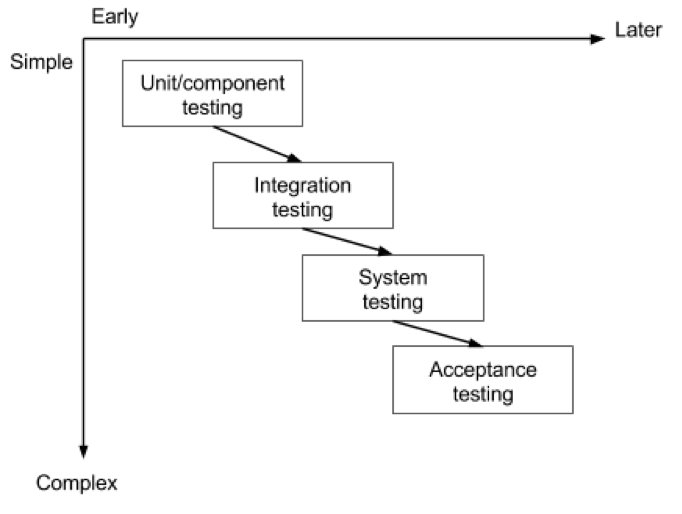 Early
Later
Simple
Unit/component
testing
Integration
testing
System
testing
Acceptance
testing
Complex